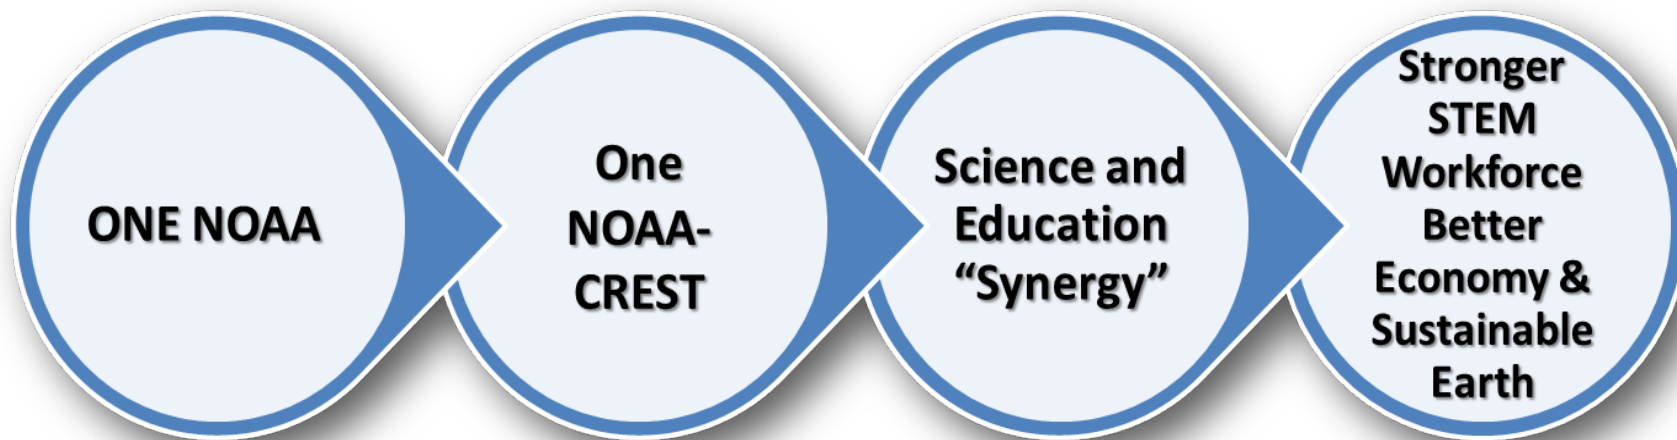 ONE NOAA
One
NOAA-
CREST
Science and
Education
“Synergy”
Stronger
STEM
Workforce
Better
Economy &
Sustainable
Earth